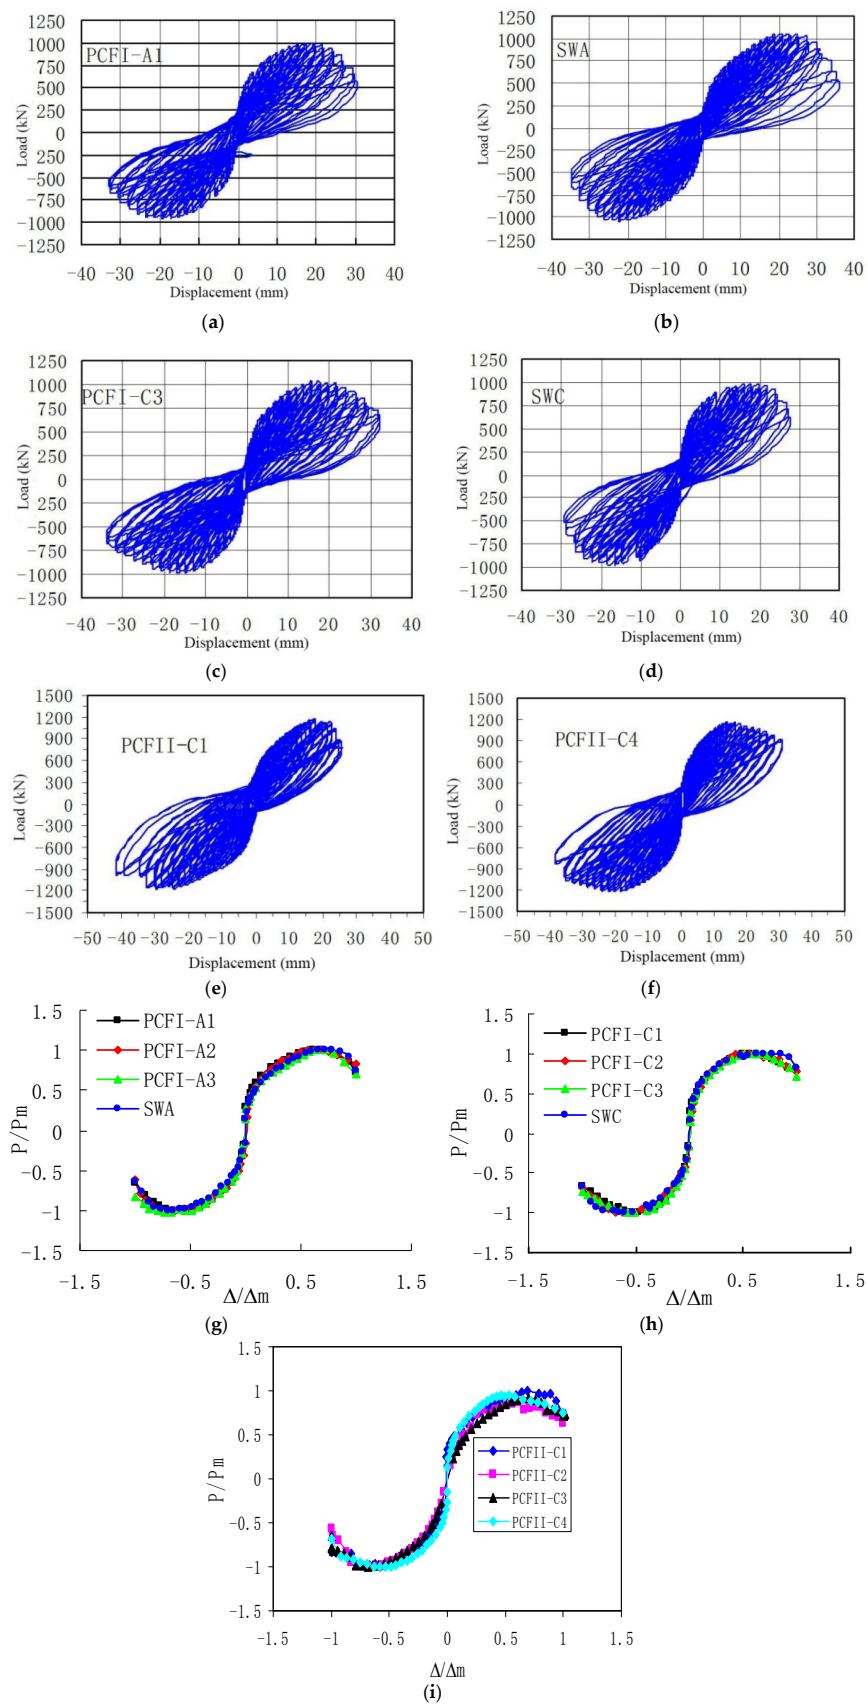 1250
1000
750
500
250
0
250
-500
-750
-1000
-1250
PCFI-A1
Load (kN)
-40 -30 -20 -10 0 10 20 30 40
Displacement (mm)
(a)
1250
1000
750
500
250
0
-250
-500
-750
-1000
-1250
SWA
Load (kN)
-40 -30 -20 -10 0 10 20 30 40
Displacement (mm)
(b)
1250
1000
750
500
250
0
-250
-500
-750
-1000
-1250
PCFI-C3
Load (kN)
-40 -30 -20 -10 0 10 20 30 40
Displacement (mm)
(c)
1250
1000
750
500
250
0
-250
-500
-750
-1000
-1250
SWC
Load (kN)
-40 -30 -20 -10 0 10 20 30 40
Displacement (mm)
(d)
1500
1200
900
600
300
0
-300
-600
-900
-1200
-1500
PCFII-C1
Load (kN)
-50 -40 -30 -20 -10 0 10 20 30 40 50
Displacement (mm)
(e)
1500
1200
900
600
300
0
-300
-600
-900
-1200
-1500
PCFII-C4
Load (kN)
-50 -40 -30 -20 -10 0 10 20 30 40 50
Displacement (mm)
(f)
1.5
1
0.5
0
-0.5
-1
-1.5
P/Pm
PCFI-A1
PCFI-A2
PCFI-A3
SWA
-1.5 -0.5 0.5 1.5
Δ/Δm
(g)
1.5
1
0.5
0
-0.5
-1
-1.5
P/Pm
PCFI-C1
PCFI-C2
PCFI-C3
SWC
-1.5 -0.5 0.5 1.5
Δ/Δm
(h)
1.5
1
0.5
0
-0.5
-1
-1.5
P/Pm
PCFII-C1
PCFII-C2
PCFII-C3
PCFII-C4
-1.5 -1 -0.5 0 0.5 1 1.5
Δ/Δm
(i)